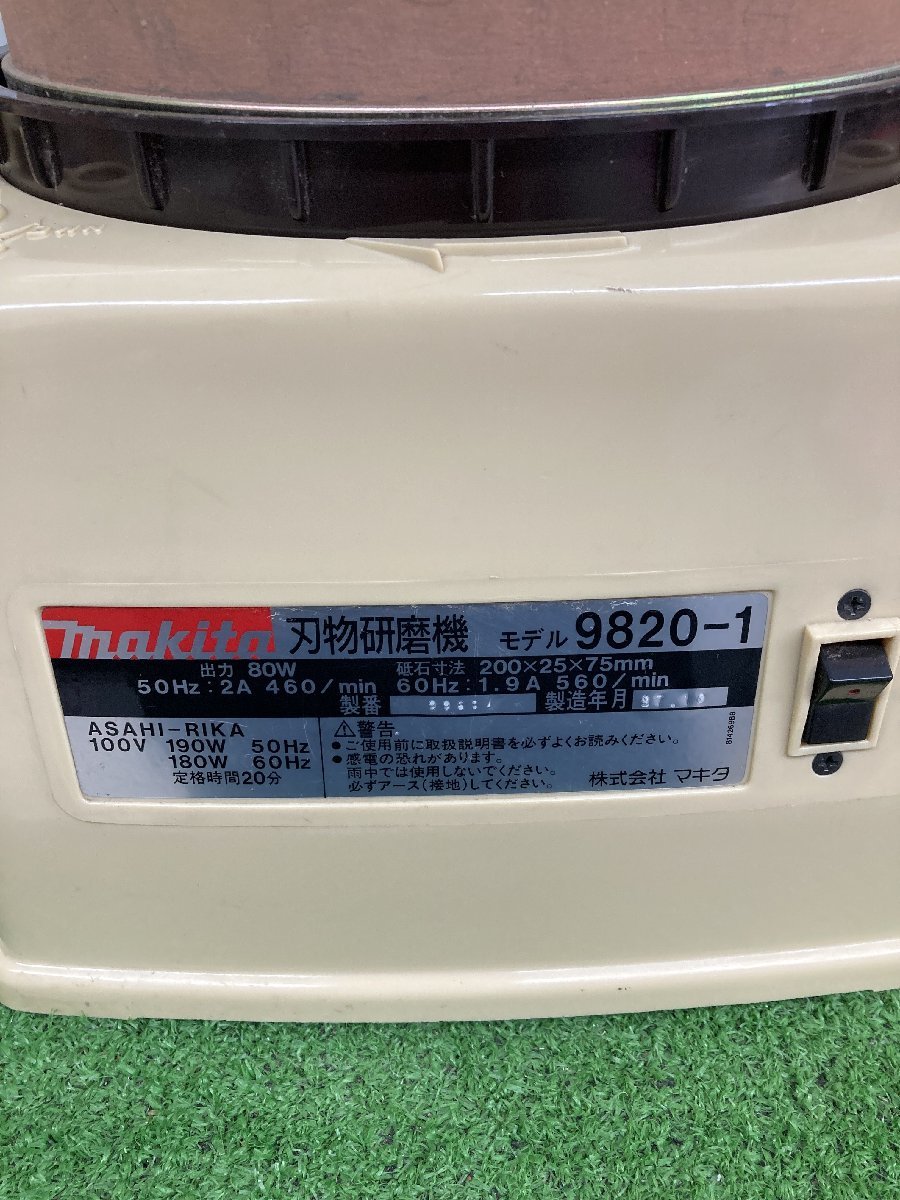 makita 刃物研磨機 モデル 9820-1
出力 80W 砥石寸法 200×25×75mm
50Hz:2A 460/min 60Hz:1.9A 560/min
製番 製造年月
ASAHI-RIKA
100V 190W 50Hz
180W 60Hz
定格時間20分
⚠警告
●ご使用前に取扱説明書を必ずよくお読みください。
●感電の恐れがあります。
雨中では使用しないでください。
必ずアース(接地)してください。
株式会社 マキタ
814269B8